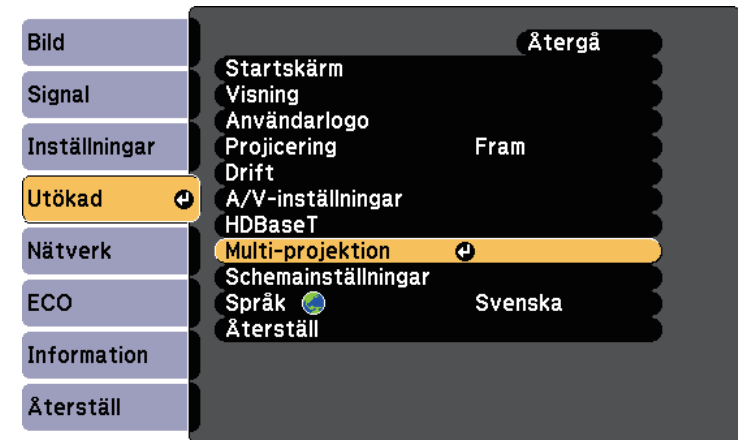 Bild
Signal
Inställningar
Utökad
Nätverk
ECO
Information
Återställ
Återgå
Startskärm
Visning
Användarlogo
Projicering Fram
Drift
A/V-inställningar
HDBaseT
Multi-projektion
Schemainställningar
Språk Svenska
Återställ